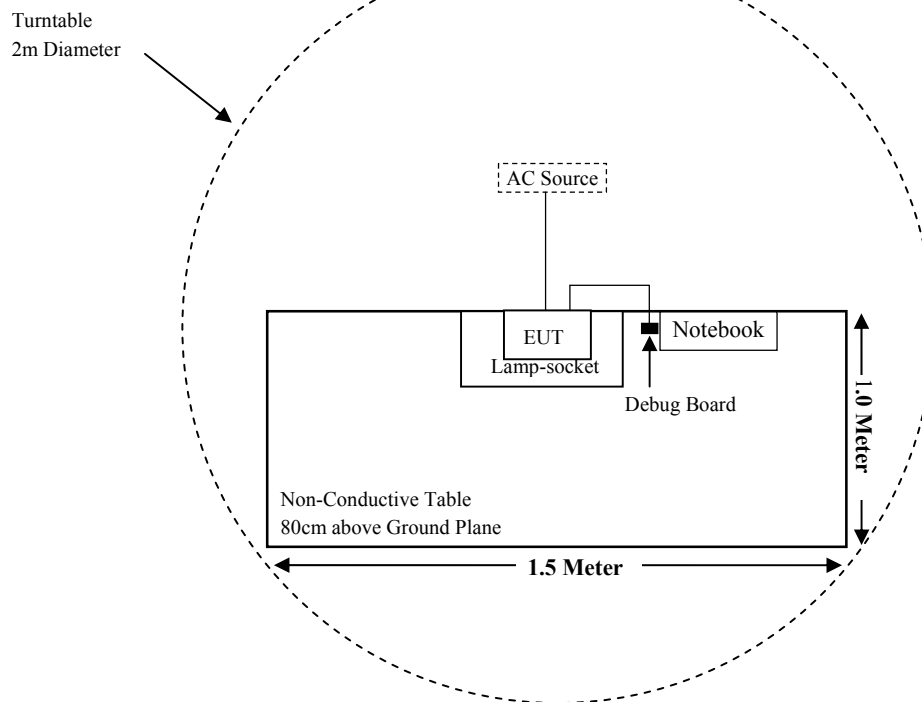 Turntable
2m Diameter
AC Source
EUT
Notebook
Lamp-socket
Debug Board
1.0 Meter
Non-Conductive Table
80cm above Ground Plane
1.5 Meter